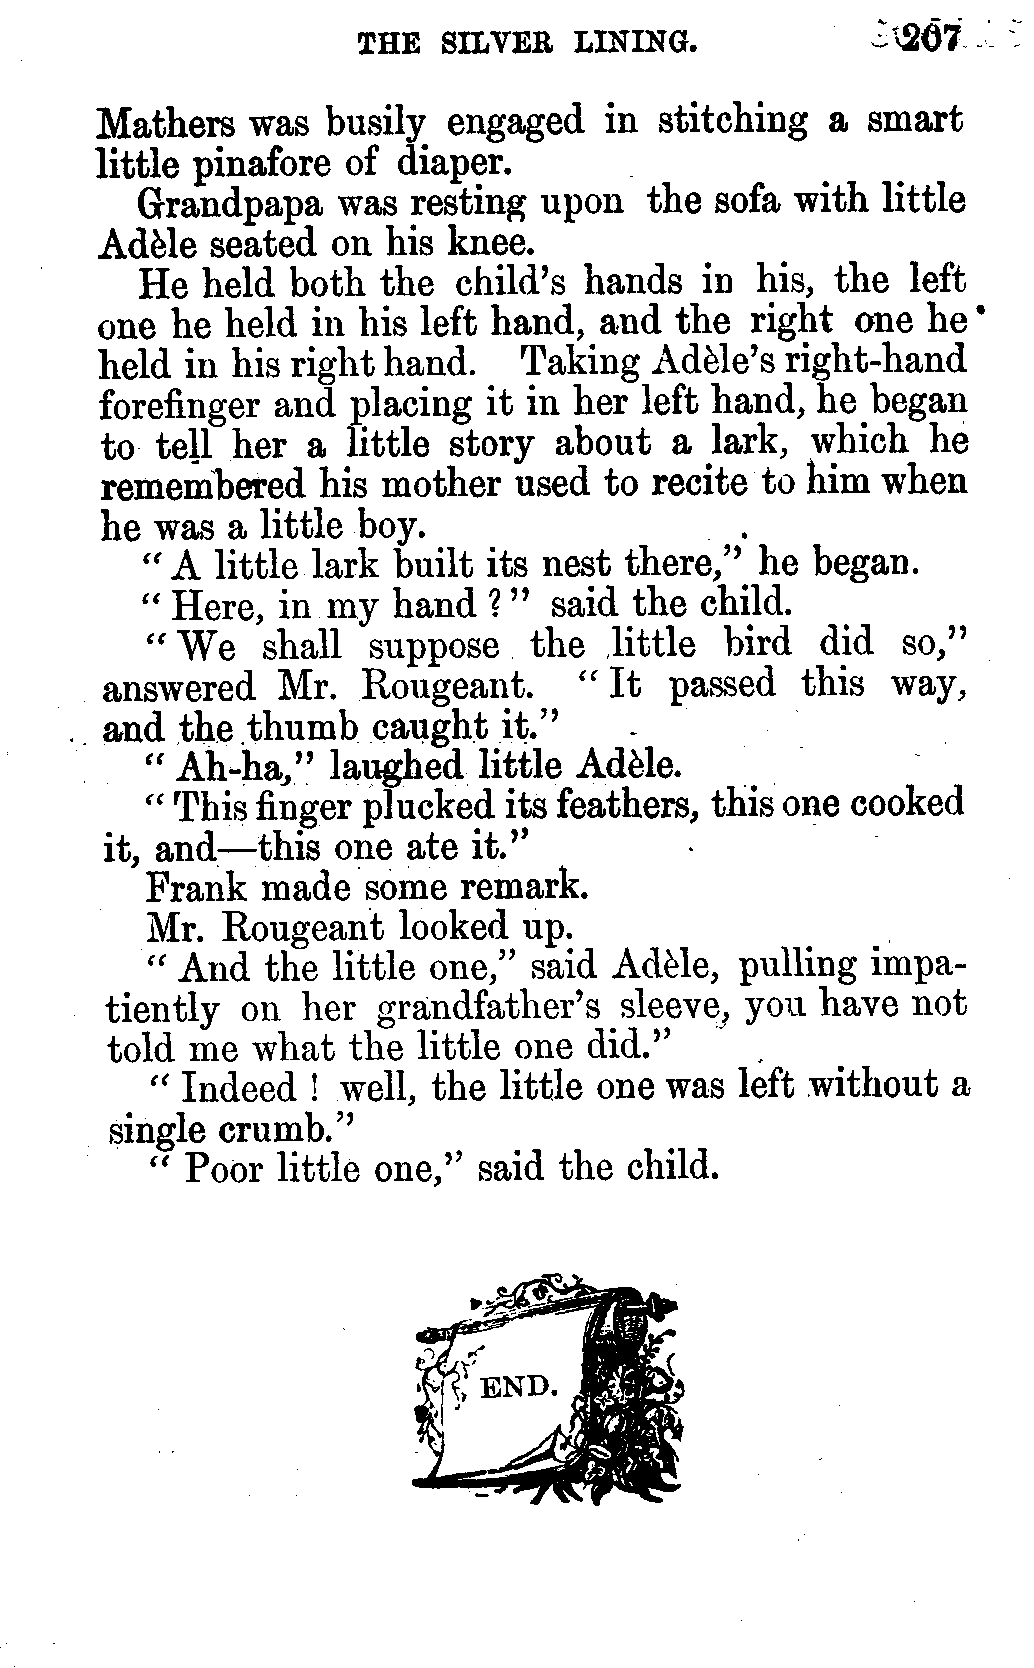 THE SILVER LINING. 267
Mathers was busily engaged in stitching a smart
little pinafore of diaper.
Grandpapa was resting upon the sofa with little
Adèle seated on his knee.
He held both the child's hands in his, the left
one he held in his left hand, and the right one he
held in his right hand. Taking Adèle's right-hand
forefinger and placing it in her left hand, he began
to tell her a little story about a lark, which he
remembered his mother used to recite to him when
he was a little boy.
"A little lark built its nest there," he began.
"Here, in my hand?" said the child.
"We shall suppose the little bird did so,"
answered Mr. Rougeant. "It passed this way,
and the thumb caught it."
"Ah-ha," laughed little Adèle.
"This finger plucked its feathers, this one cooked
it, and—this one ate it."
Frank made some remark.
Mr. Rougeant looked up.
"And the little one," said Adèle, pulling impa-
tiently on her grandfather's sleeve, you have not
told me what the little one did."
"Indeed! well, the little one was left without a
single crumb."
"Poor little one," said the child.
END.